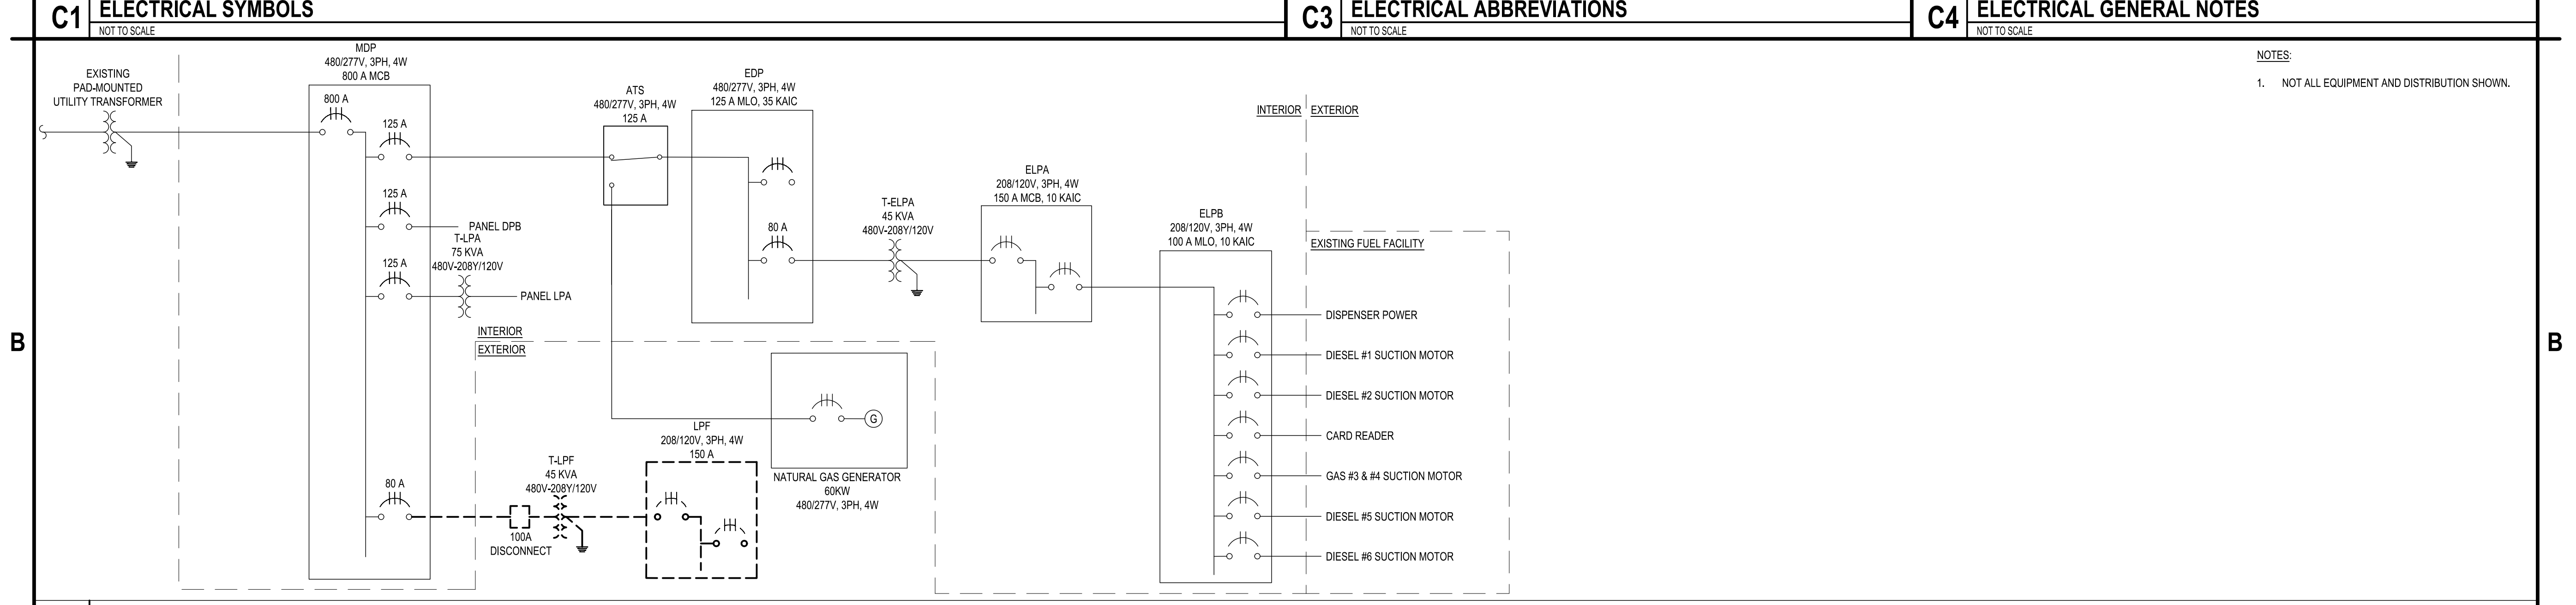 C1
ELECTRICAL SYMBOLS
NOT TO SCALE
C3
ELECTRICAL ABBREVIATIONS
NOT TO SCALE
C4
ELECTRICAL GENERAL NOTES
NOT TO SCALE
NOTES:
1. NOT ALL EQUIPMENT AND DISTRIBUTION SHOWN.
B
B
EXISTING
PAD-MOUNTED
UTILITY TRANSFORMER
MDP
480/277V, 3PH, 4W
800 A MCB
800 A
125 A
125 A
PANEL DPB
125 A
T-LPA
75 KVA
480V-208Y/120V
PANEL LPA
80 A
INTERIOR
EXTERIOR
ATS
480/277V, 3PH, 4W
125 A
EDP
480/277V, 3PH, 4W
125 A MLO, 35 KAIC
80 A
T-ELPA
45 KVA
480V-208Y/120V
ELPA
208/120V, 3PH, 4W
150 A MCB, 10 KAIC
ELPB
208/120V, 3PH, 4W
100 A MLO, 10 KAIC
INTERIOR
EXTERIOR
EXISTING FUEL FACILITY
DISPENSER POWER
DIESEL #1 SUCTION MOTOR
DIESEL #2 SUCTION MOTOR
CARD READER
GAS #3 & #4 SUCTION MOTOR
DIESEL #5 SUCTION MOTOR
DIESEL #6 SUCTION MOTOR
G
NATURAL GAS GENERATOR
60KW
480/277V, 3PH, 4W
LPF
208/120V, 3PH, 4W
150 A
T-LPF
45 KVA
480V-208Y/120V
100A
DISCONNECT